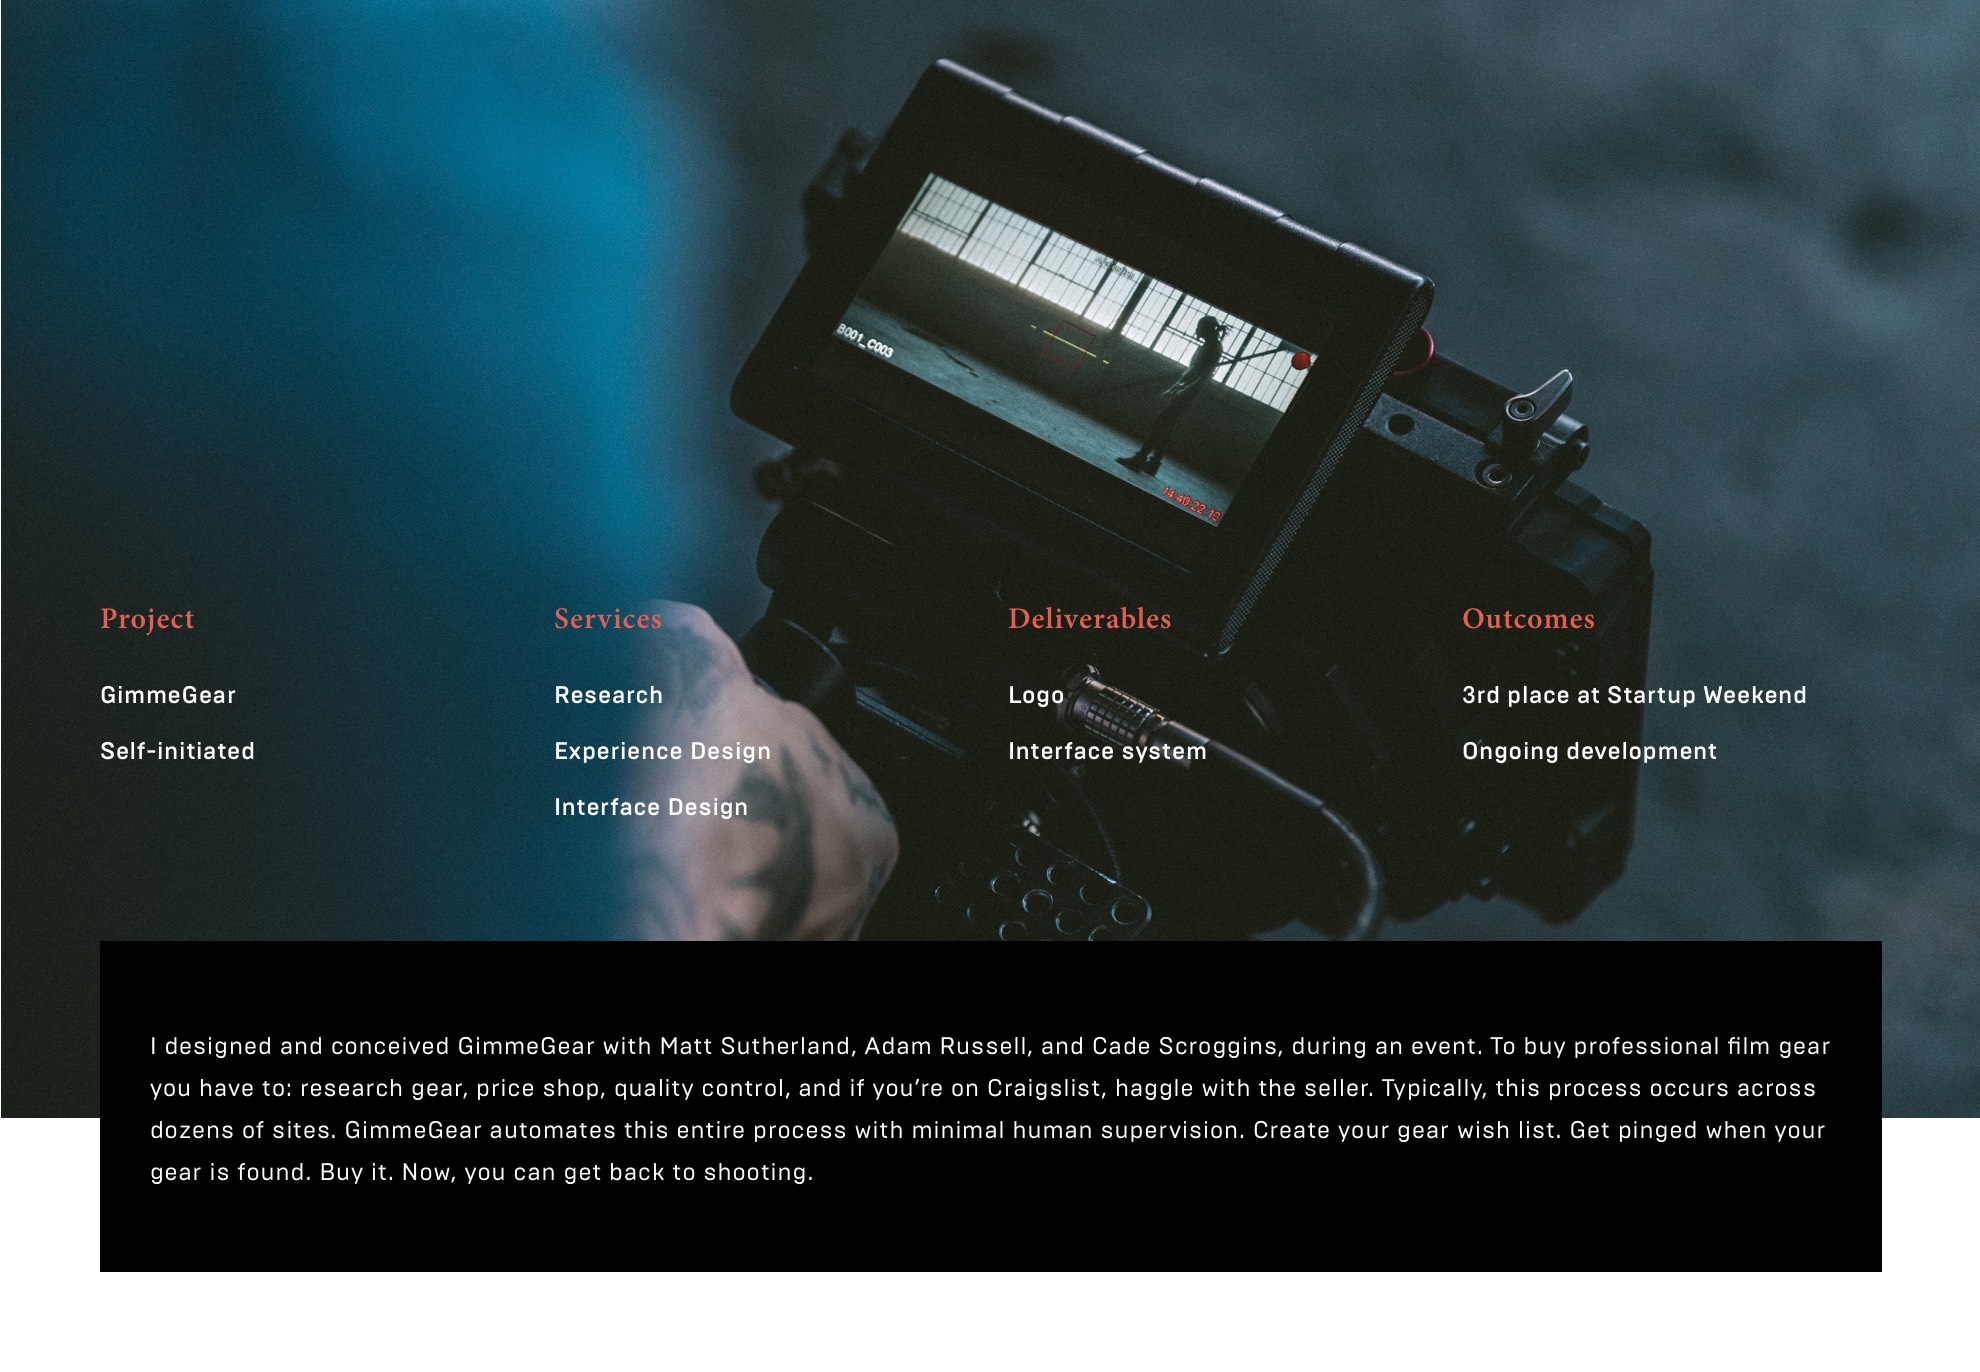 B001_C003
14:40:22:13
Project
GimmeGear
Self-initiated
Services
Research
Experience Design
Interface Design
Deliverables
Logo
Interface system
Outcomes
3rd place at Startup Weekend
Ongoing development
I designed and conceived GimmeGear with Matt Sutherland, Adam Russell, and Cade Scroggins, during an event. To buy professional film gear
you have to: research gear, price shop, quality control, and if you’re on Craigslist, haggle with the seller. Typically, this process occurs across
dozens of sites. GimmeGear automates this entire process with minimal human supervision. Create your gear wish list. Get pinged when your
gear is found. Buy it. Now, you can get back to shooting.